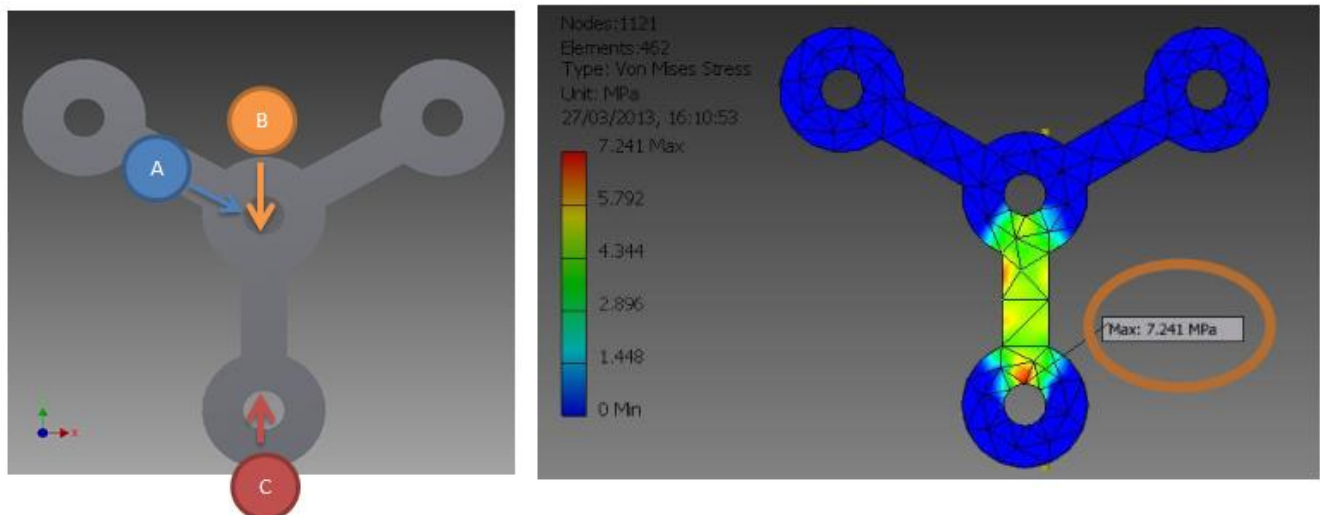 A
B
C
x
Nodes:1121
Elements:462
Type: Von Mises Stress
Unit: MPa
27/03/2013, 16:10:53
7.241 Max
5.792
4.344
2.896
1.448
0 Min
Max: 7.241 MPa